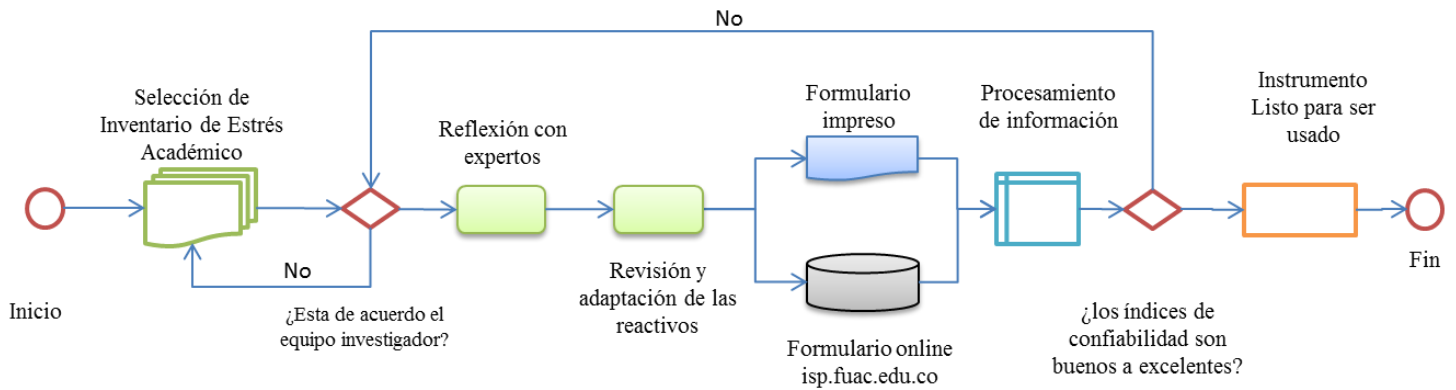 No
Selección de
Inventario de Estrés
Académico
Reflexión con
expertos
Formulario
impreso
Procesamiento
de información
Instrumento
Listo para ser
usado
Inicio
No
¿Esta de acuerdo el
equipo investigador?
Revisión y
adaptación de las
reactivos
Formulario online
isp.fuac.edu.co
¿los índices de
confiabilidad son
buenos a excelentes?
Fin